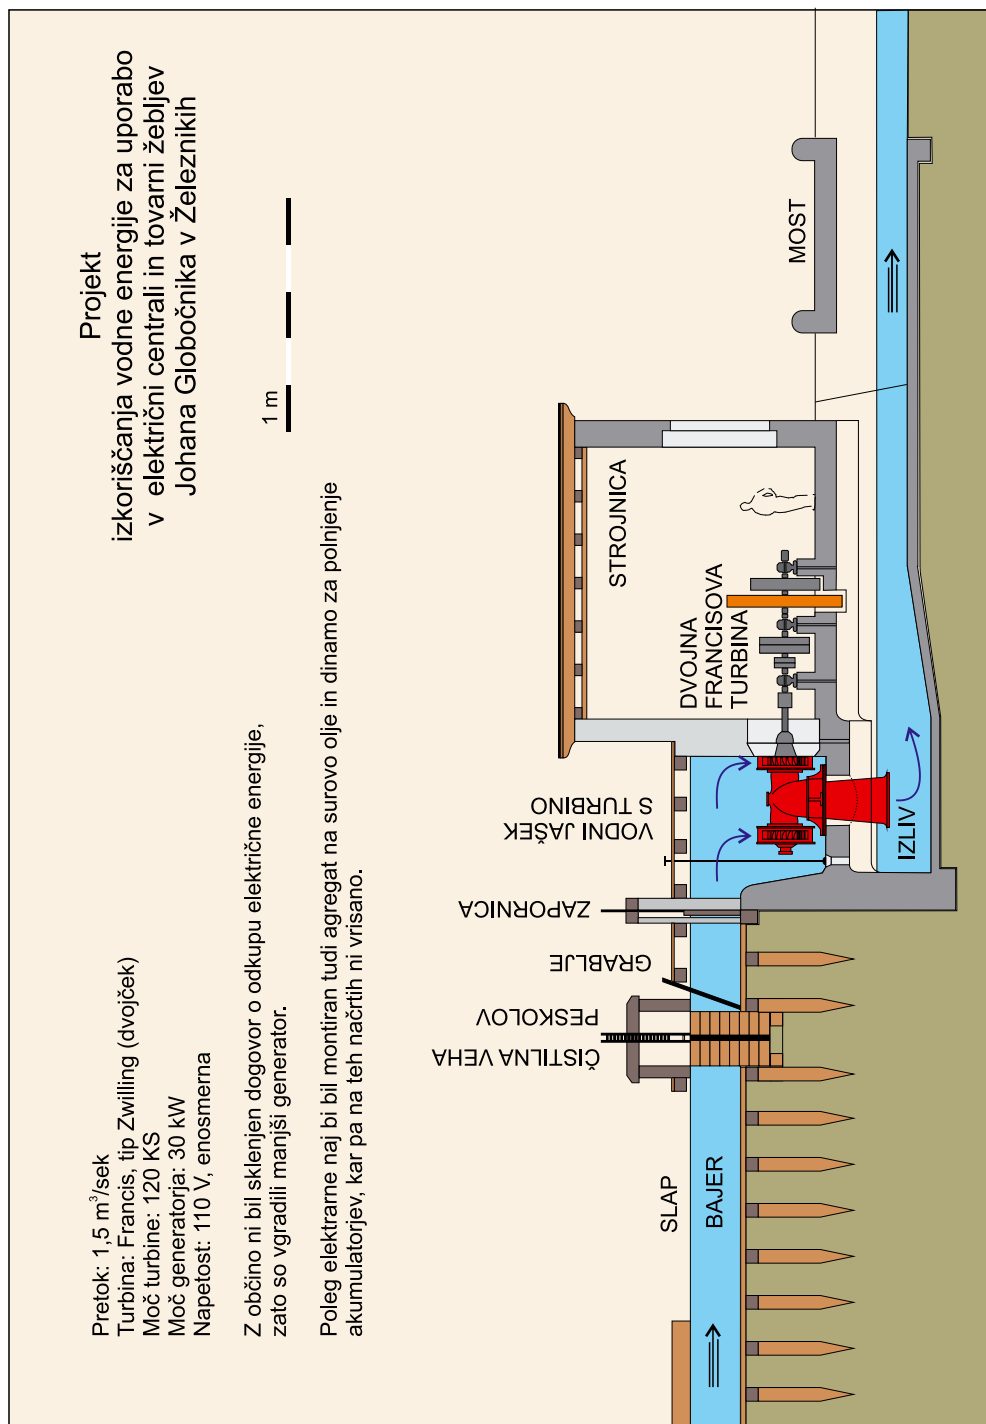 Projekt
izkoriščanja vodne energije za uporabo
v električni centrali in tovarni žebljev
Johana Globočnika v Železnikih
1 m
Pretok: 1,5 m³/sek
Turbina: Francis, tip Zwilling (dvojček)
Moč turbine: 120 KS
Moč generatorja: 30 kW
Napetost: 110 V, enosmerna
Z občino ni bil sklenjen dogovor o odkupu električne energije,
zato so vgradili manjši generator.
Poleg elektrarne naj bi bil montiran tudi agregat na surovo olje in dinamo za polnjenje
akumulatorjev, kar pa na teh načrtih ni vrisano.
SLAP
BAJER
ČISTILNA VEHA
PESKOLOV
GRABLJE
ZAPORNICA
VODNI JAŠEK
S TURBINO
STROJNICA
DVOJNA
FRANCISOVA
TURBINA
IZLIV
MOST